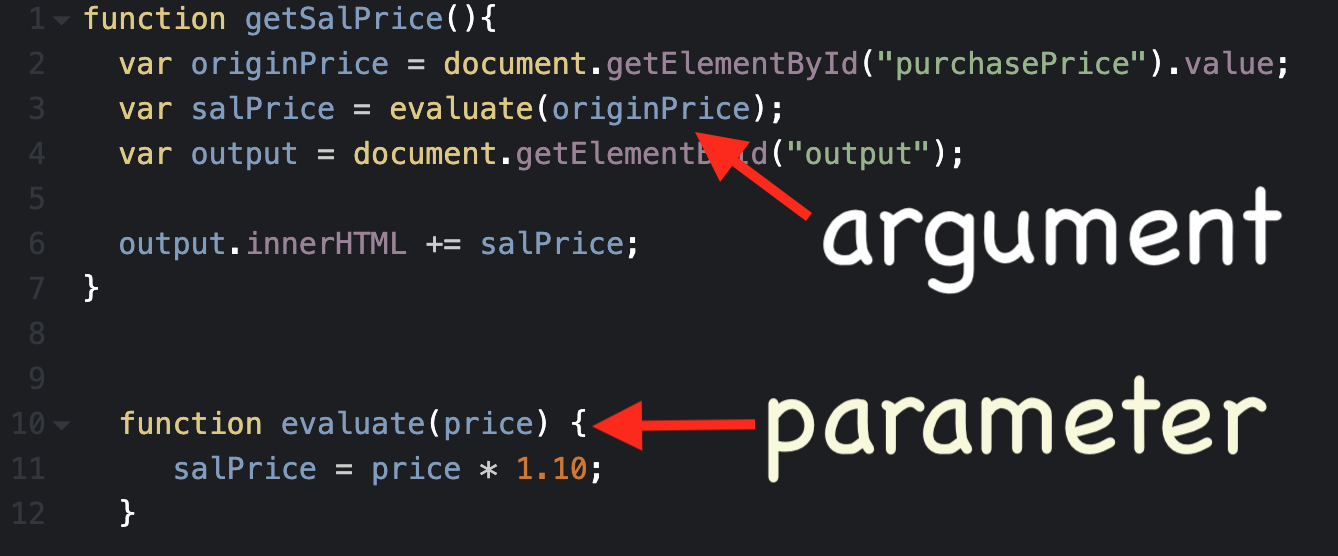 1 function getSalPrice(){
2 var originPrice = document.getElementById("purchasePrice").value;
3 var salPrice = evaluate(originPrice);
4 var output = document.getElementById("output");
5
argument
6 output.innerHTML += salPrice;
7 }
8
9
10 function evaluate(price) {
parameter
11 salPrice = price * 1.10;
12 }